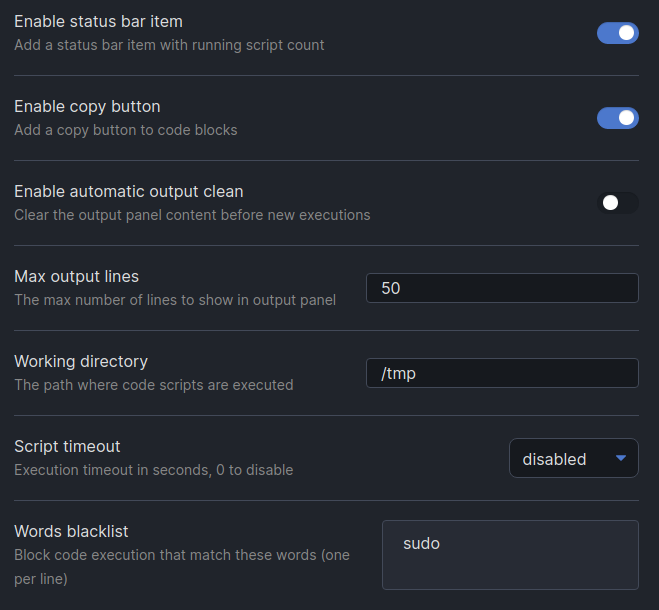 Enable status bar item
Add a status bar item with running script count
Enable copy button
Add a copy button to code blocks
Enable automatic output clean
Clear the output panel content before new executions
Max output lines
The max number of lines to show in output panel
50
Working directory
The path where code scripts are executed
/tmp
Script timeout
Execution timeout in seconds, 0 to disable
disabled
Words blacklist
Block code execution that match these words (one
per line)
sudo